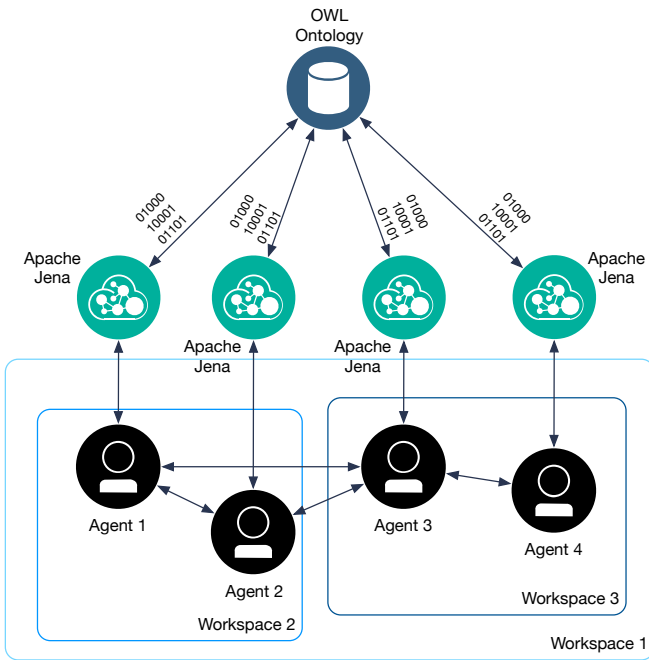 OWL
Ontology
01000
10001
01101
01000
10001
01101
01000
10001
01101
01000
10001
01101
Apache
Jena
Apache
Jena
Apache
Jena
Apache
Jena
Agent 1
Agent 2
Agent 3
Agent 4
Workspace 2
Workspace 3
Workspace 1